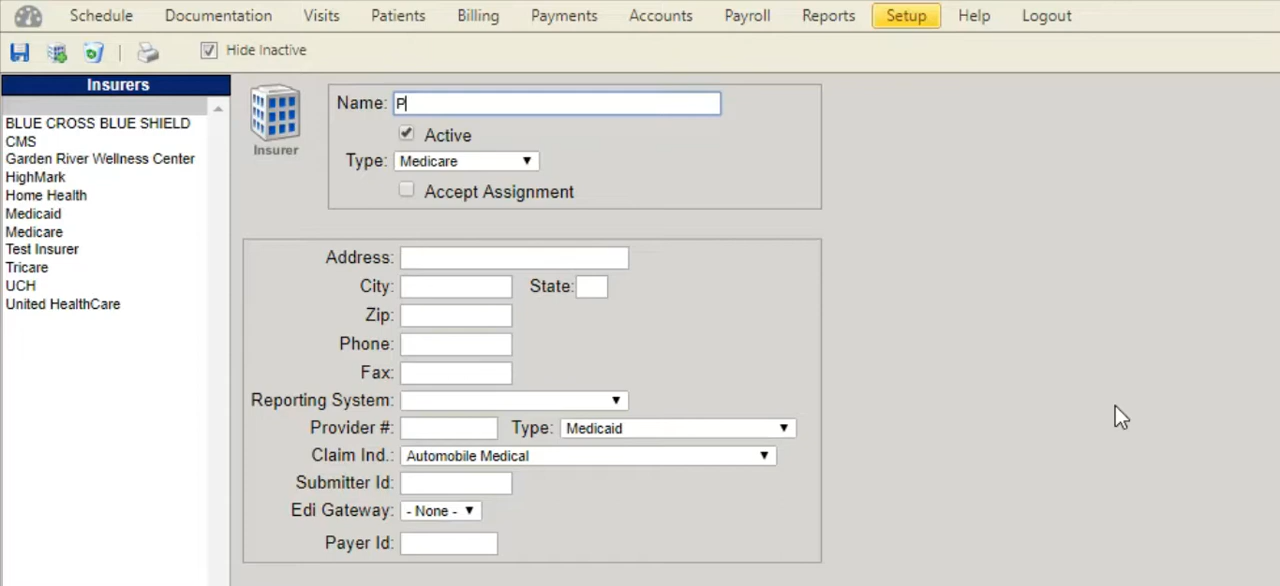 Schedule Documentation Visits Patients Billing Payments Accounts Payroll Reports Setup Help Logout
Hide Inactive
Insurers
BLUE CROSS BLUE SHIELD
CMS
Garden River Wellness Center
HighMark
Home Health
Medicaid
Medicare
Test Insurer
Tricare
UCH
United HealthCare
Insurer
Name: P
Active
Type: Medicare
Accept Assignment
Address:
City: State:
Zip:
Phone:
Fax:
Reporting System:
Provider #: Type: Medicaid
Claim Ind.: Automobile Medical
Submitter Id:
Edi Gateway: - None -
Payer Id: